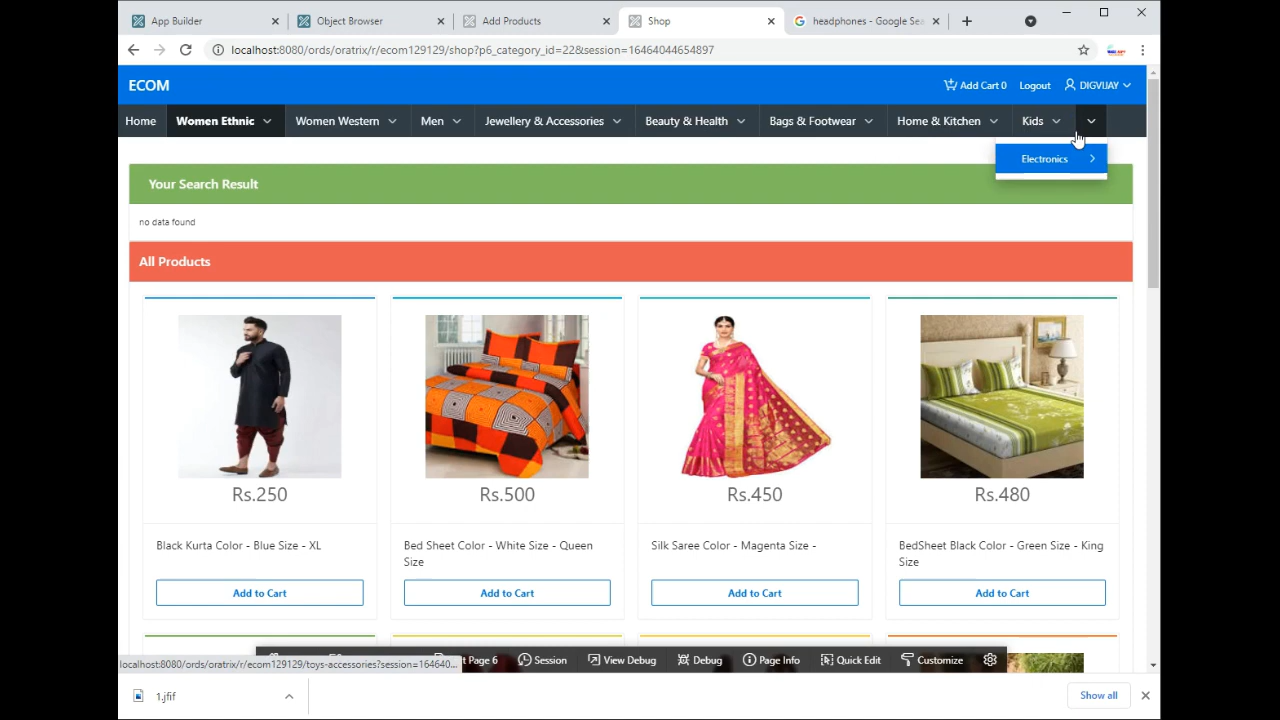 App Builder
Object Browser
Add Products
Shop
headphones - Google Sea
localhost:8080/ords/oratrix/r/ecom129129/shop?p6_category_id=22&session=16464044654897
ECOM
Add Cart 0
Logout
DIGVIJAY
Home
Women Ethnic
Women Western
Men
Jewellery & Accessories
Beauty & Health
Bags & Footwear
Home & Kitchen
Kids
Electronics
Your Search Result
no data found
All Products
Rs.250
Rs.500
Rs.450
Rs.480
Black Kurta Color - Blue Size - XL
Bed Sheet Color - White Size - Queen
Size
Silk Saree Color - Magenta Size -
BedSheet Black Color - Green Size - King
Size
Add to Cart
Add to Cart
Add to Cart
Add to Cart
t Page 6
Session
View Debug
Debug
Page Info
Quick Edit
Customize
localhost:8080/ords/oratrix/r/ecom129129/toys-accessories?session=164640...
1.jfif
Show all